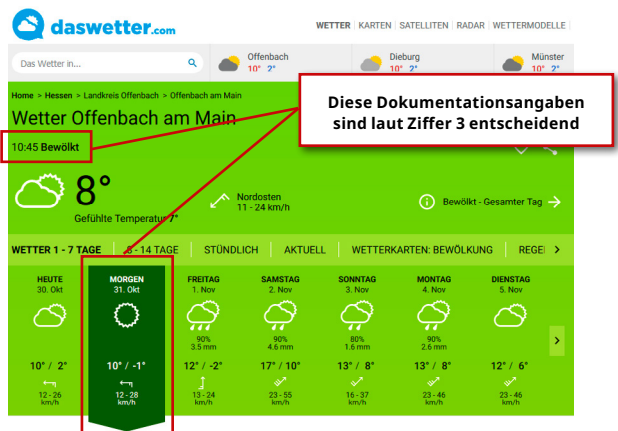 daswetter.com
WETTER | KARTEN | SATELLITEN | RADAR | WETTERMODELLE |
Das Wetter in...
Offenbach
10° 2°
Dieburg
10° 2°
Münster
10° 2°
Home > Hessen > Landkreis Offenbach > Offenbach am Main
Wetter Offenbach am Main
Diese Dokumentationsangaben
sind laut Ziffer 3 entscheidend
10:45 Bewölkt
8°
Gefühlte Temperatur 7°
Nordosten
11 - 24 km/h
Bewölkt - Gesamter Tag
WETTER 1 - 7 TAGE | 8 - 14 TAGE | STÜNDLICH | AKTUELL | WETTERKARTEN: BEWÖLKUNG | REGE
HEUTE MORGEN FREITAG SAMSTAG SONNTAG MONTAG DIENSTAG
30. Okt 31. Okt 1. Nov 2. Nov 3. Nov 4. Nov 5. Nov
90% 90% 80% 90%
3.5 mm 4.6 mm 1.6 mm 2.6 mm
10° / 2° 10° / -1° 12° / -2° 17° / 10° 13° / 8° 13° / 8° 12° / 6°
12 - 26 12 - 28 13 - 24 23 - 55 16 - 37 23 - 46 23 - 46
km/h km/h km/h km/h km/h km/h km/h